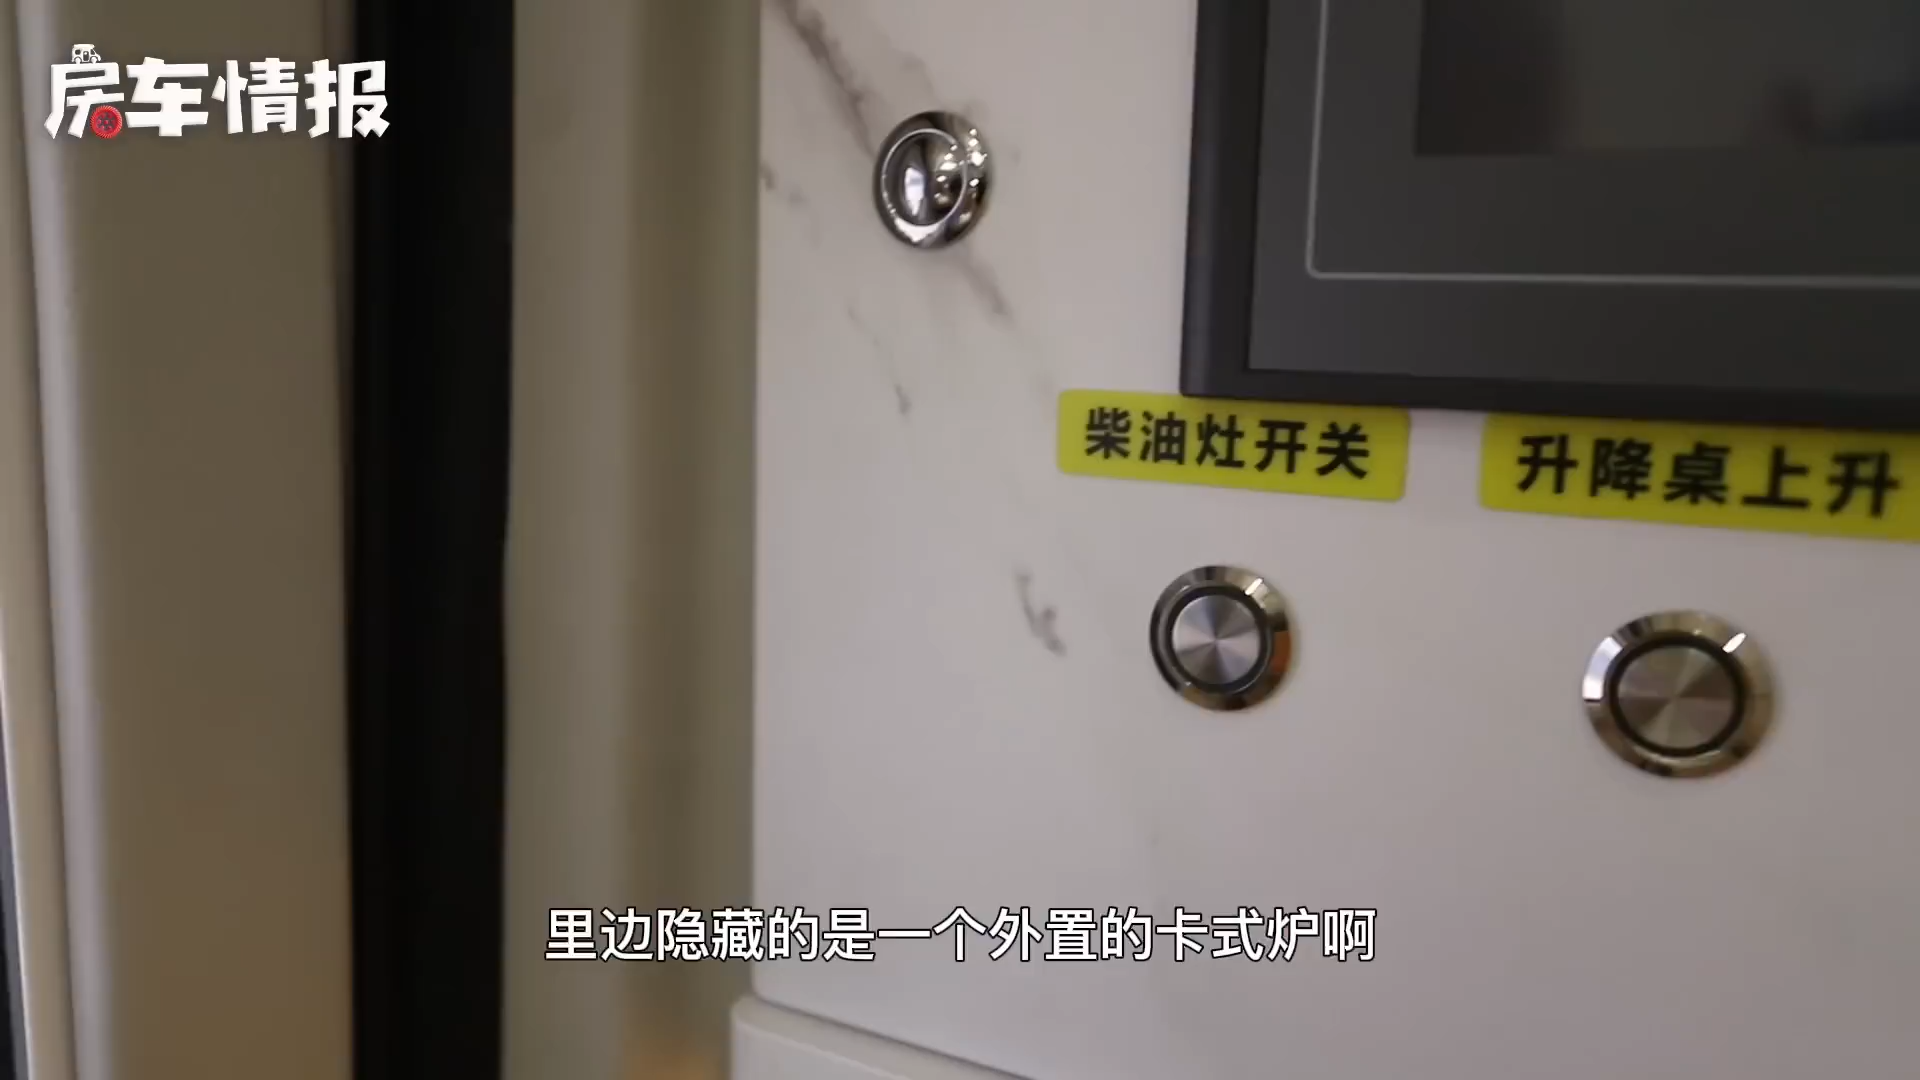 房车情报
柴油灶开关
升降桌上升
里边隐藏的是一个外置的卡式炉啊